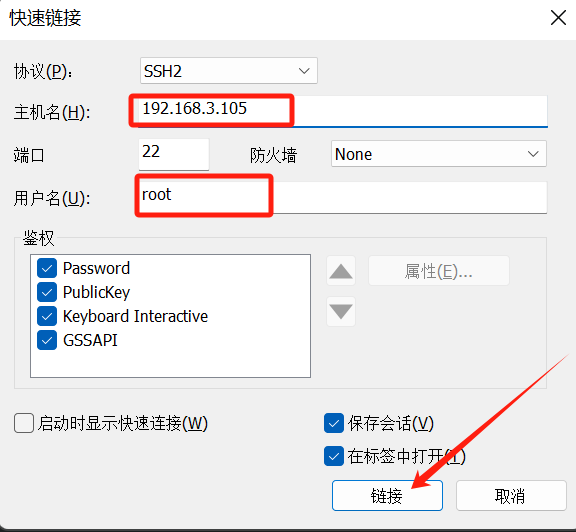 快速链接
协议(P): SSH2
主机名(H): 192.168.3.105
端口 22 防火墙 None
用户名(U): root
鉴权
Password
PublicKey
Keyboard Interactive
GSSAPI
属性(E)...
启动时显示快速连接(W)
保存会话(V)
在标签中打开(T)
链接 取消